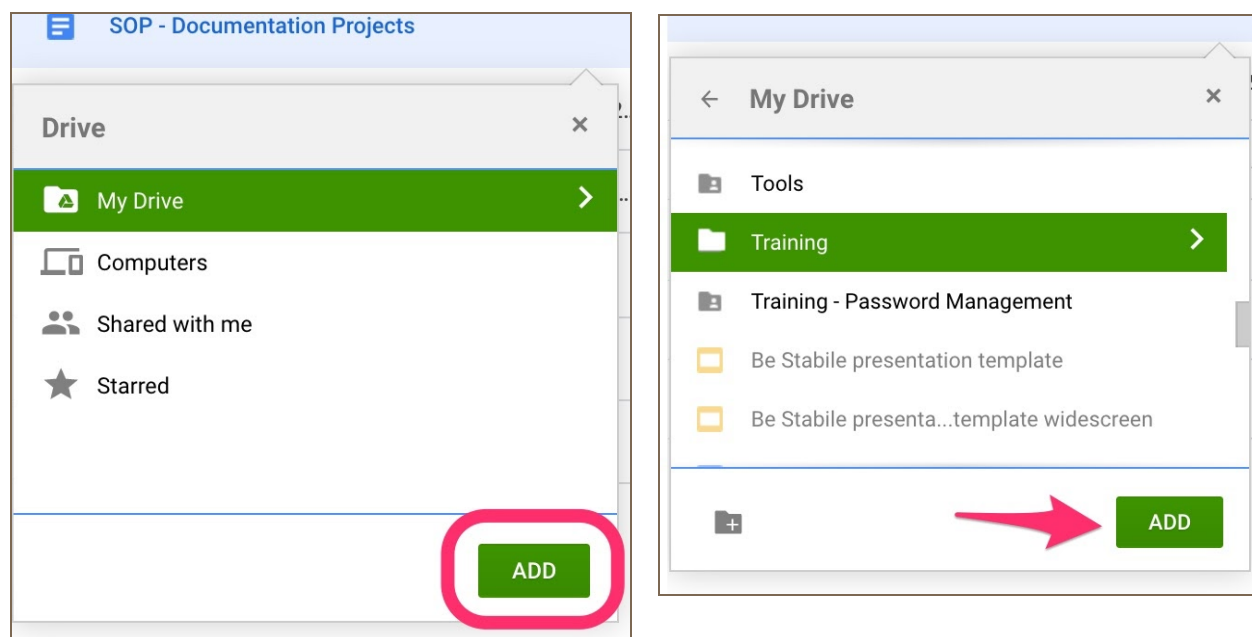 SOP - Documentation Projects
Drive
My Drive
Computers
Shared with me
Starred
ADD
My Drive
Tools
Training
Training - Password Management
Be Stabile presentation template
Be Stabile presenta...template widescreen
ADD